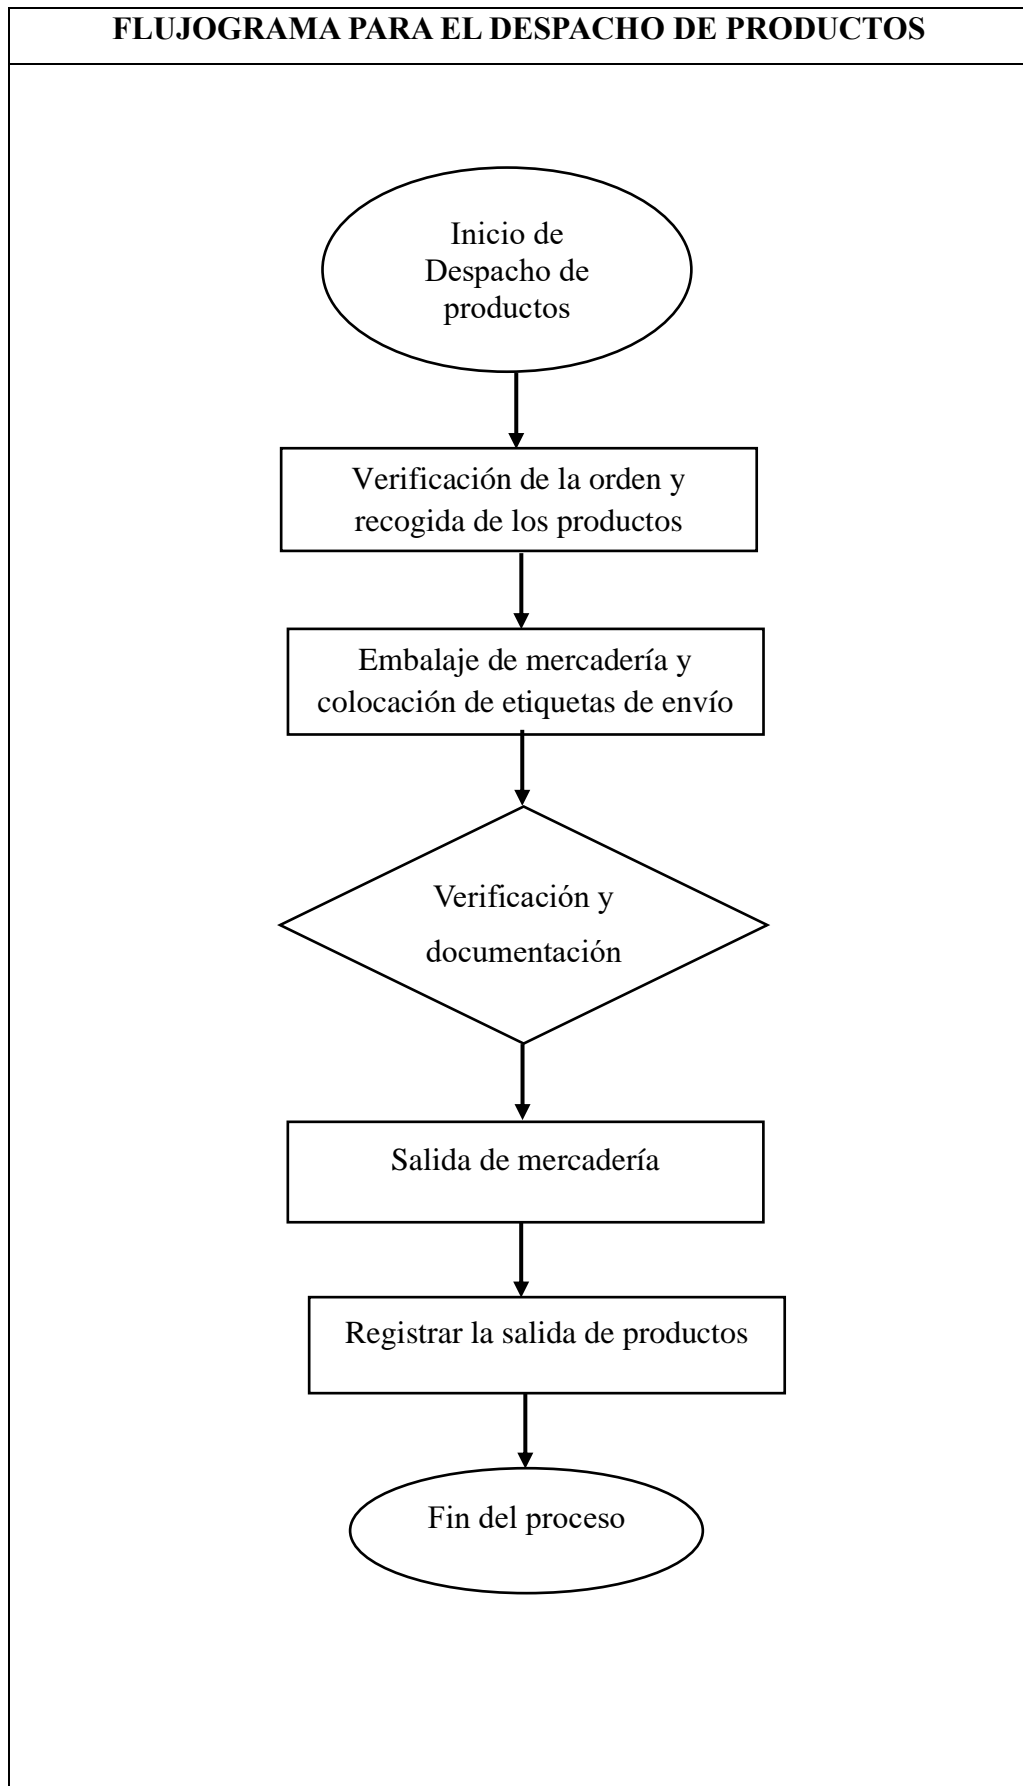 FLUJOGRAMA PARA EL DESPACHO DE PRODUCTOS
Inicio de
Despacho de
productos
Verificación de la orden y
recogida de los productos
Embalaje de mercadería y
colocación de etiquetas de envío
Verificación y
documentación
Salida de mercadería
Registrar la salida de productos
Fin del proceso